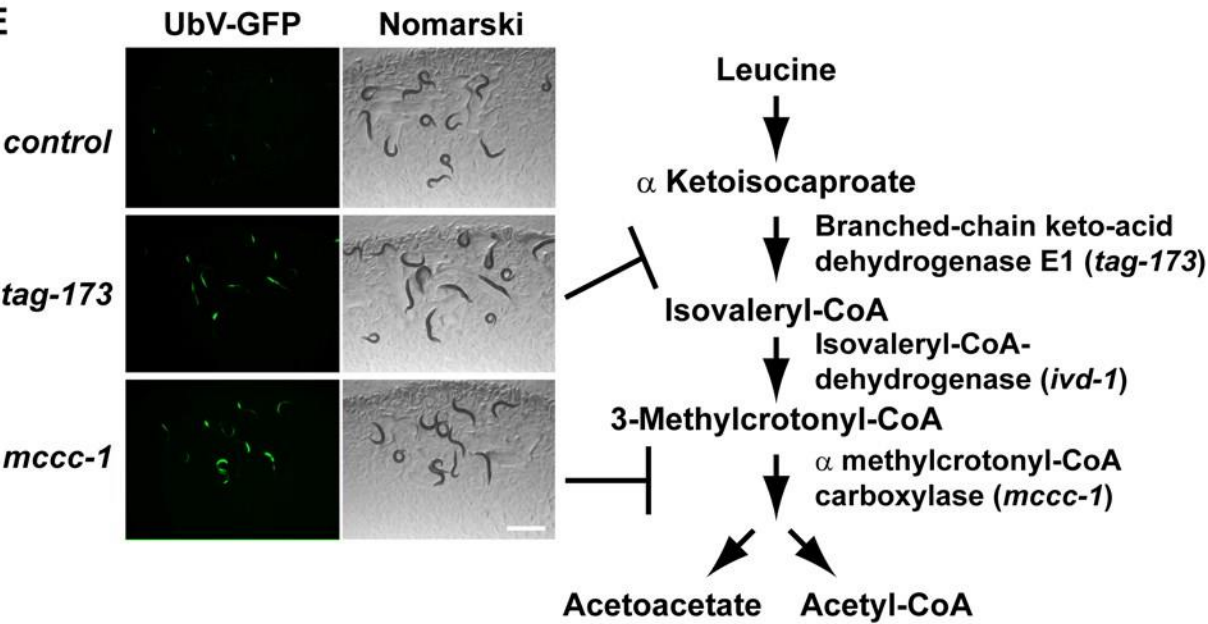 E
UbV-GFP Nomarski
control
tag-173
mccc-1
Leucine
α Ketoisocaproate
Branched-chain keto-acid
dehydrogenase E1 (tag-173)
Isovaleryl-CoA
Isovaleryl-CoA-
dehydrogenase (ivd-1)
3-Methylcrotonyl-CoA
α methylcrotonyl-CoA
carboxylase (mccc-1)
Acetoacetate Acetyl-CoA